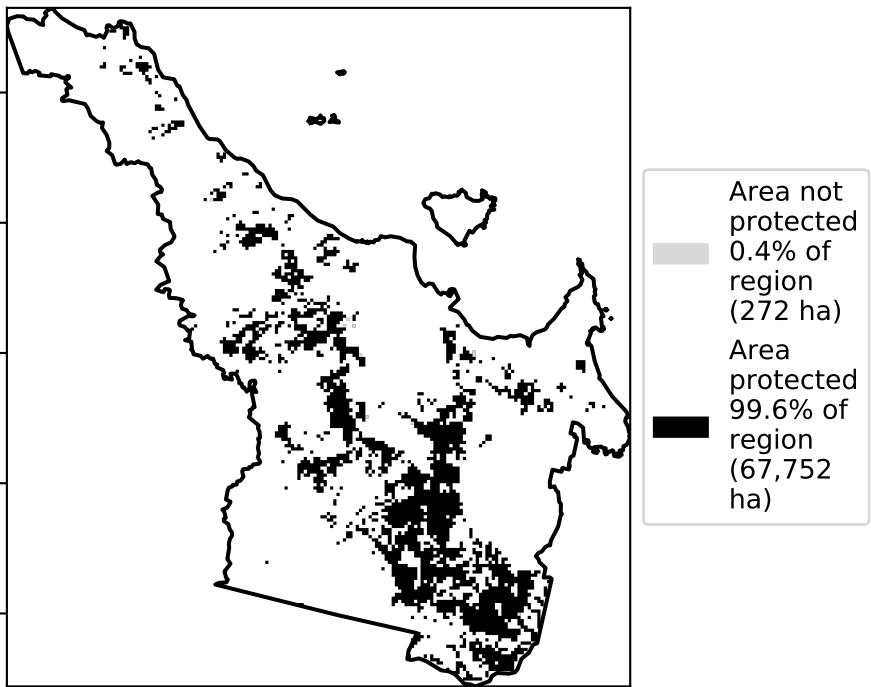 Area not
protected
0.4% of
region
(272 ha)
Area
protected
99.6% of
region
(67,752
ha)